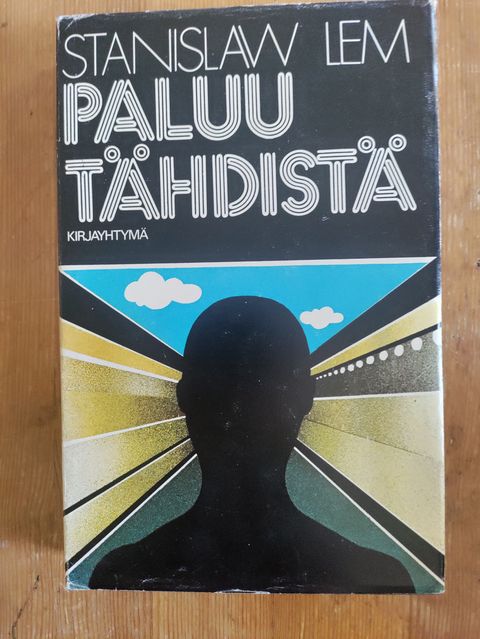 STANISLAW LEM
PALUU
TÄHDISTÄ
KIRJAYHTYMÄ